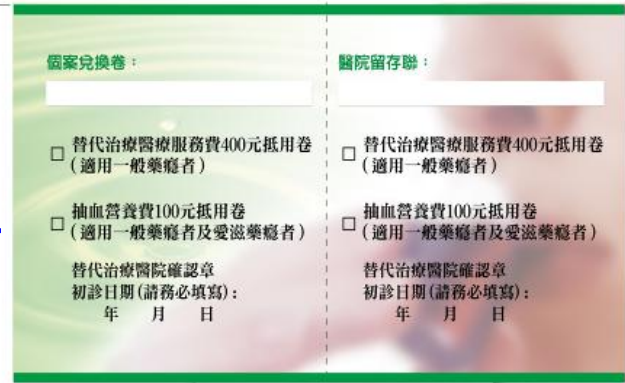 個案兌換卷：
□ 替代治療醫療服務費400元抵用卷
(適用一般藥癮者)
□ 抽血營養費100元抵用卷
(適用一般藥癮者及愛滋藥癮者)
替代治療醫院確認章
初診日期(請務必填寫)：
年　月　日
醫院留存聯：
□ 替代治療醫療服務費400元抵用卷
(適用一般藥癮者)
□ 抽血營養費100元抵用卷
(適用一般藥癮者及愛滋藥癮者)
替代治療醫院確認章
初診日期(請務必填寫)：
年　月　日